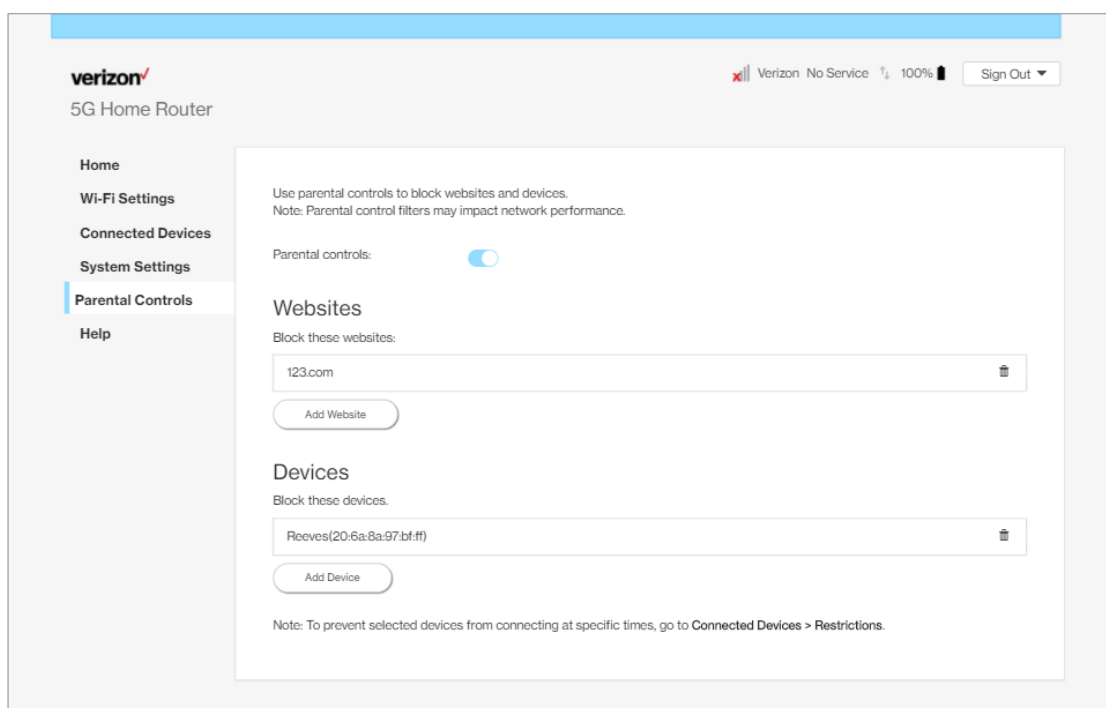 verizon
Verizon No Service 100% Sign Out
5G Home Router
Home
Wi-Fi Settings
Connected Devices
System Settings
Parental Controls
Help
Use parental controls to block websites and devices.
Note: Parental control filters may impact network performance.
Parental controls:
Websites
Block these websites:
123.com
Add Website
Devices
Block these devices.
Reeves(20:6a:8a:97:bf:ff)
Add Device
Note: To prevent selected devices from connecting at specific times, go to Connected Devices > Restrictions.